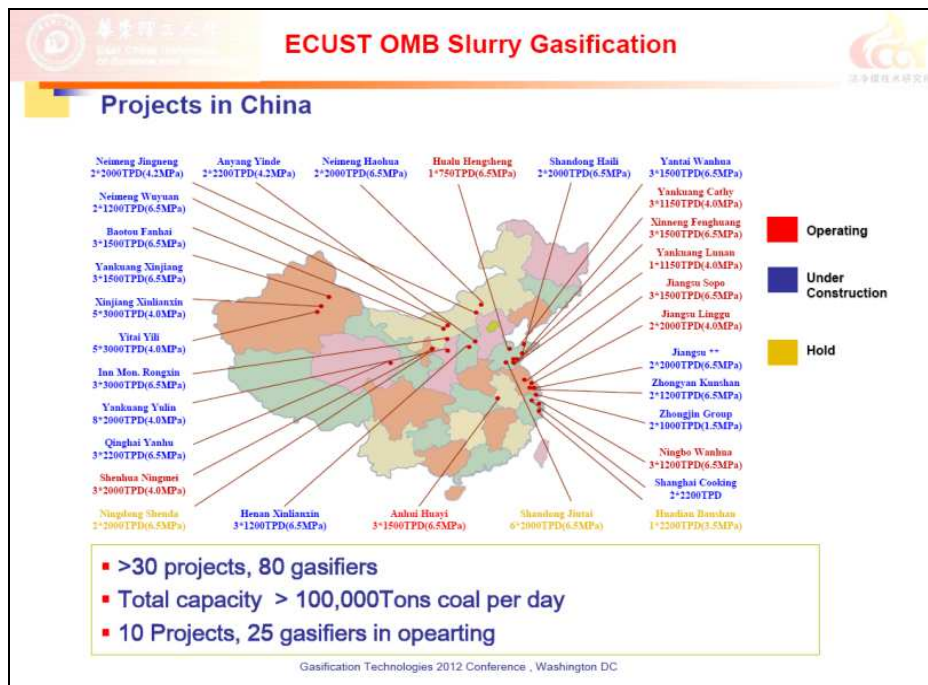 ECUST OMB Slurry Gasification
Projects in China
Neimeng Jingneng
2*2000TPD(4.2MPa)
Anyang Yinde
2*2200TPD(4.2MPa)
Neimeng Haohua
2*2000TPD(6.5MPa)
Hualu Hengsheng
1*750TPD(6.5MPa)
Shandong Haili
2*2000TPD(6.5MPa)
Yantai Wanhua
3*1500TPD(6.5MPa)
Neimeng Wuyuan
2*1200TPD(6.5MPa)
Baotou Fanhai
3*1500TPD(6.5MPa)
Yankuang Xinjiang
3*1500TPD(6.5MPa)
Xinjiang Xinlianxin
5*3000TPD(4.0MPa)
Yitai Yili
5*3000TPD(4.0MPa)
Inn Mon. Rongxin
3*3000TPD(6.5MPa)
Yankuang Yulin
8*2000TPD(4.0MPa)
Qinghai Yanhu
3*2200TPD(6.5MPa)
Shenhua Ningmei
3*2000TPD(4.0MPa)
Ningdong Shenda
2*2000TPD(6.5MPa)
Henan Xinlianxin
3*1200TPD(6.5MPa)
Anhui Huayi
3*1500TPD(6.5MPa)
Shandong Jintai
6*2000TPD(6.5MPa)
Yankuang Cathy
3*1150TPD(4.0MPa)
Xinneng Fenghuang
3*1500TPD(6.5MPa)
Yankuang Lunan
1*1150TPD(4.0MPa)
Jiangsu Sopo
3*1500TPD(6.5MPa)
Jiangsu Linggu
2*2000TPD(4.0MPa)
Jiangsu **
2*2000TPD(6.5MPa)
Zhongyan Kunshan
2*1200TPD(6.5MPa)
Zhongjin Group
2*1000TPD(1.5MPa)
Ningbo Wanhua
3*1200TPD(6.5MPa)
Shanghai Cooking
2*2200TPD
Huadian Banshan
1*2200TPD(3.5MPa)
Operating
Under
Construction
Hold
>30 projects, 80 gasifiers
Total capacity > 100,000Tons coal per day
10 Projects, 25 gasifiers in opearting
Gasification Technologies 2012 Conference , Washington DC